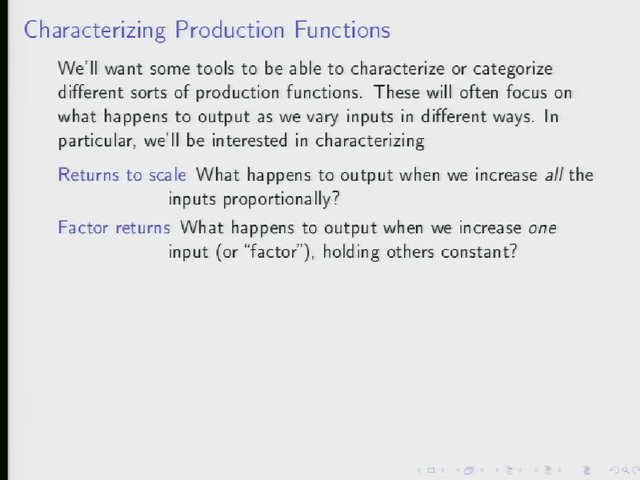 Characterizing Production Functions
We'll want some tools to be able to characterize or categorize
different sorts of production functions. These will often focus on
what happens to output as we vary inputs in different ways. In
particular, we'll be interested in characterizing
Returns to scale What happens to output when we increase all the
inputs proportionally?
Factor returns What happens to output when we increase one
input (or “factor”), holding others constant?